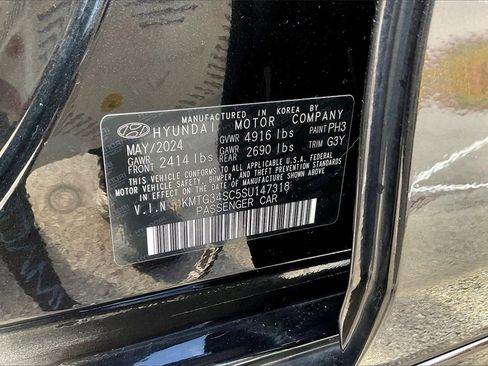 MANUFACTURED IN KOREA BY
HYUNDAI MOTOR COMPANY
MAY/2024 GVWR 4916 lbs PAINT PH3
GAWR FRONT 2414 lbs GAWR REAR 2690 lbs TRIM G3Y
THIS VEHICLE CONFORMS TO ALL APPLICABLE U.S.A. FEDERAL
MOTOR VEHICLE SAFETY, BUMPER, AND THEFT PREVENTION STANDARDS
IN EFFECT ON THE DATE OF MANUFACTURE SHOWN ABOVE.
V.I.N : KMTG34SC5SU147318
PASSENGER CAR